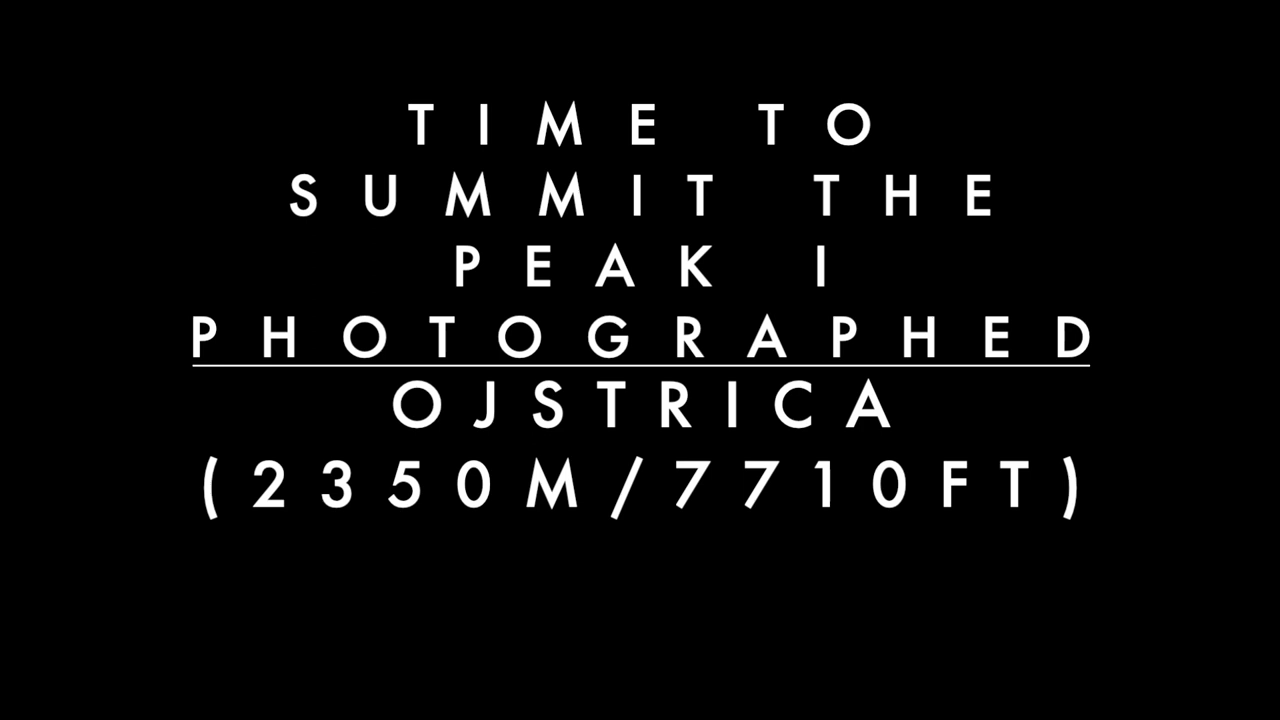 TIME TO
SUMMIT THE
PEAK I
PHOTOGRAPHED
OJSTRICA
(2350M/7710FT)